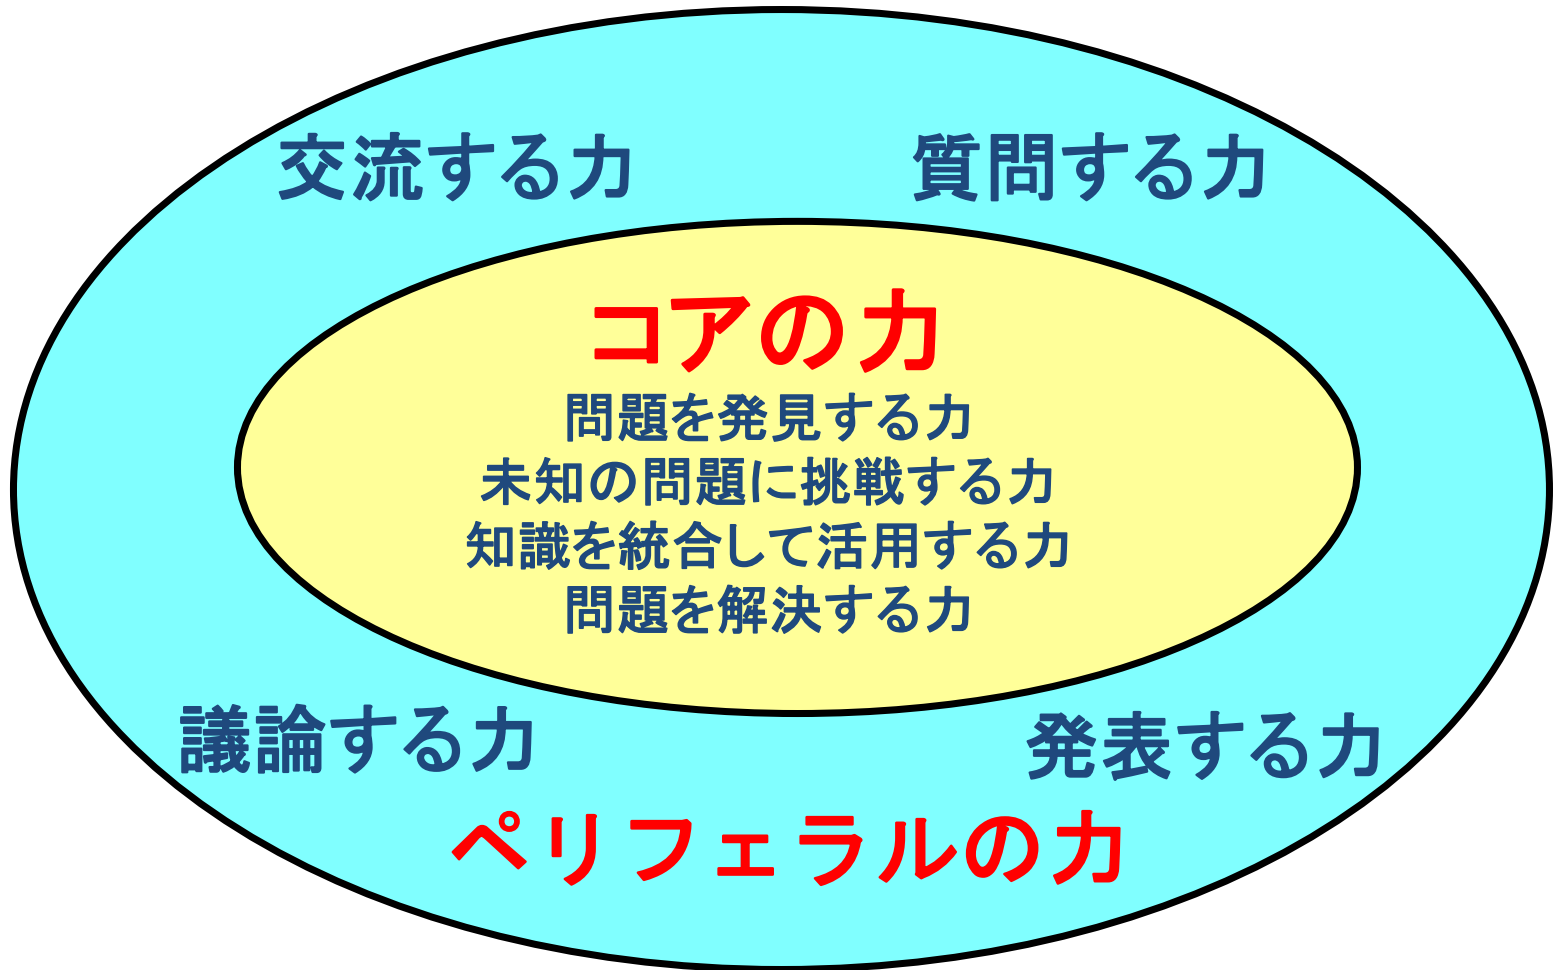 交流する力
質問する力
コアの力
問題を発見する力
未知の問題に挑戦する力
知識を統合して活用する力
問題を解決する力
議論する力
発表する力
ペリフェラルの力